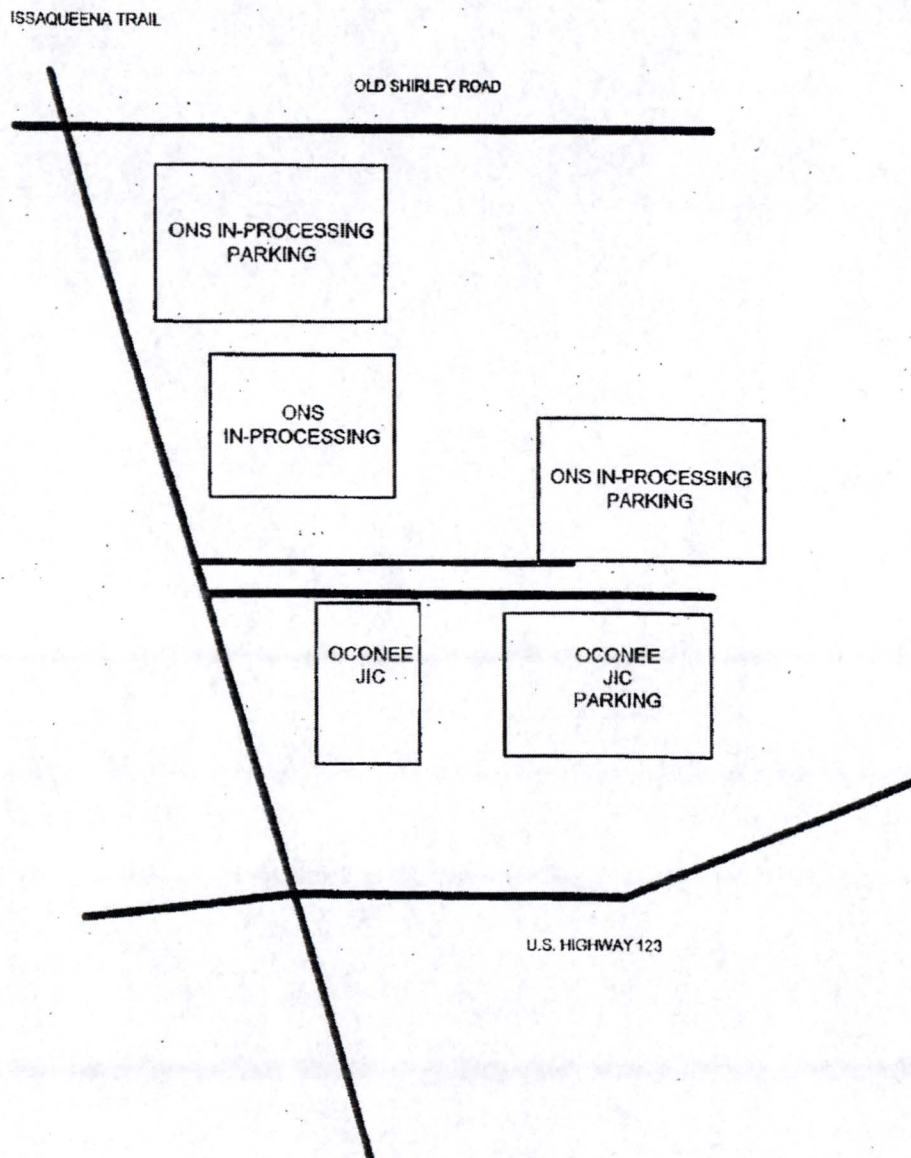 ISSAQUEENA TRAIL
OLD SHIRLEY ROAD
ONS IN-PROCESSING
PARKING
ONS
IN-PROCESSING
ONS IN-PROCESSING
PARKING
OCONEE
JIC
OCONEE
JIC
PARKING
U.S. HIGHWAY 123